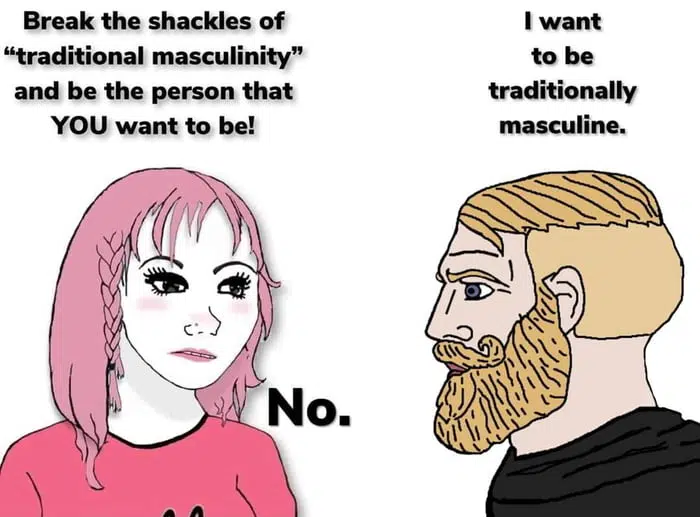 Break the shackles of
“traditional masculinity”
and be the person that
YOU want to be!
I want
to be
traditionally
masculine.
No.